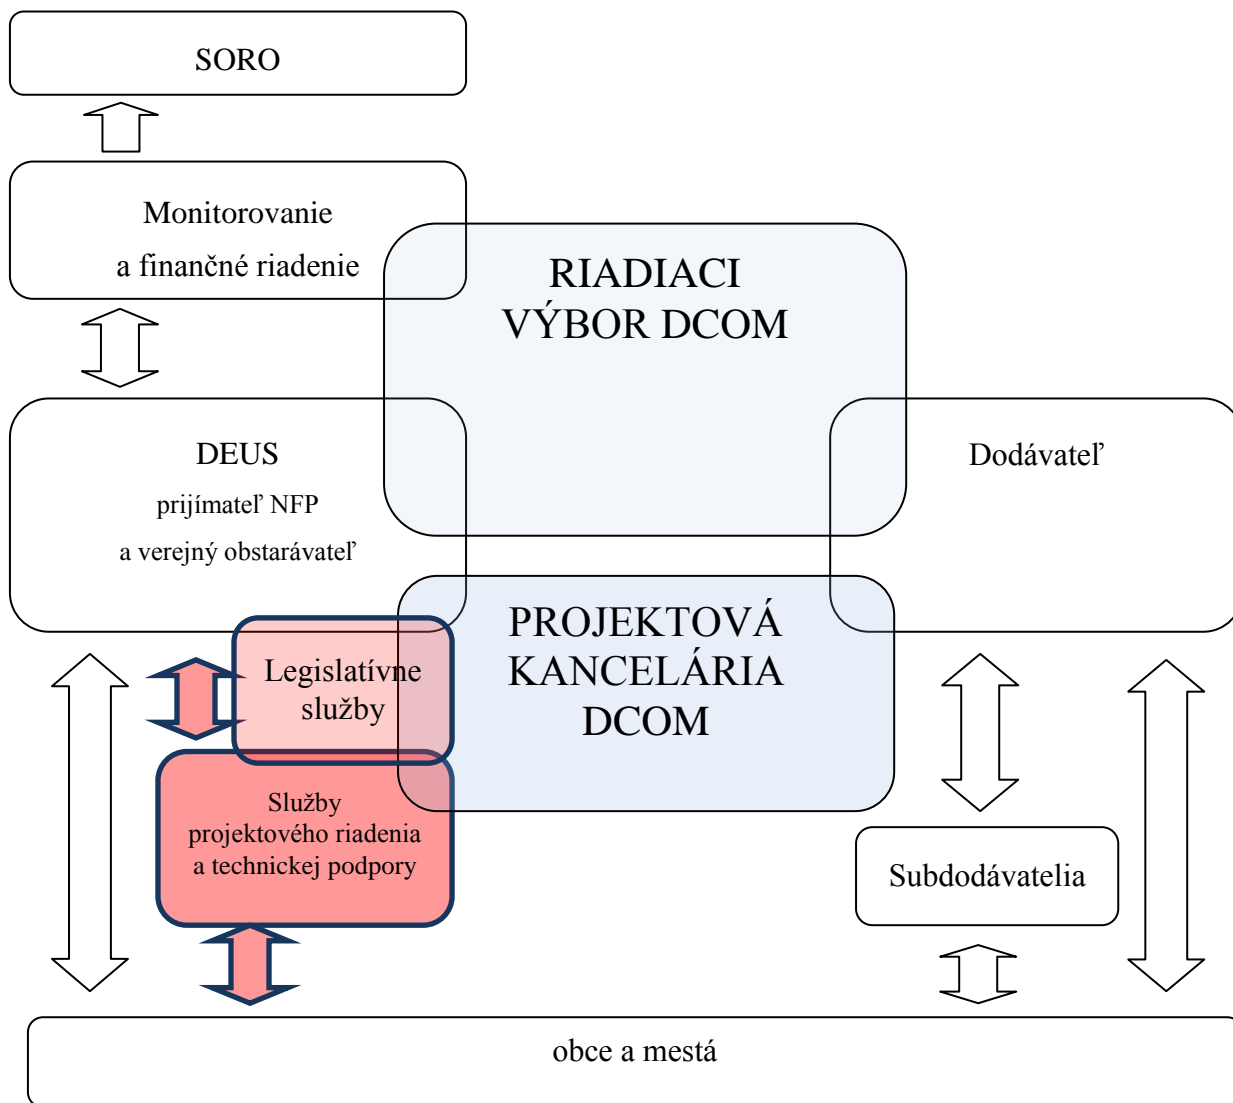 SORO
Monitorovanie
a finančné riadenie
RIADIACI
VÝBOR DCOM
DEUS
prijímateľ NFP
a verejný obstarávateľ
Dodávateľ
PROJEKTOVÁ
KANCELÁRIA
DCOM
Legislatívne
služby
Služby
projektového riadenia
a technickej podpory
Subdodávatelia
obce a mestá